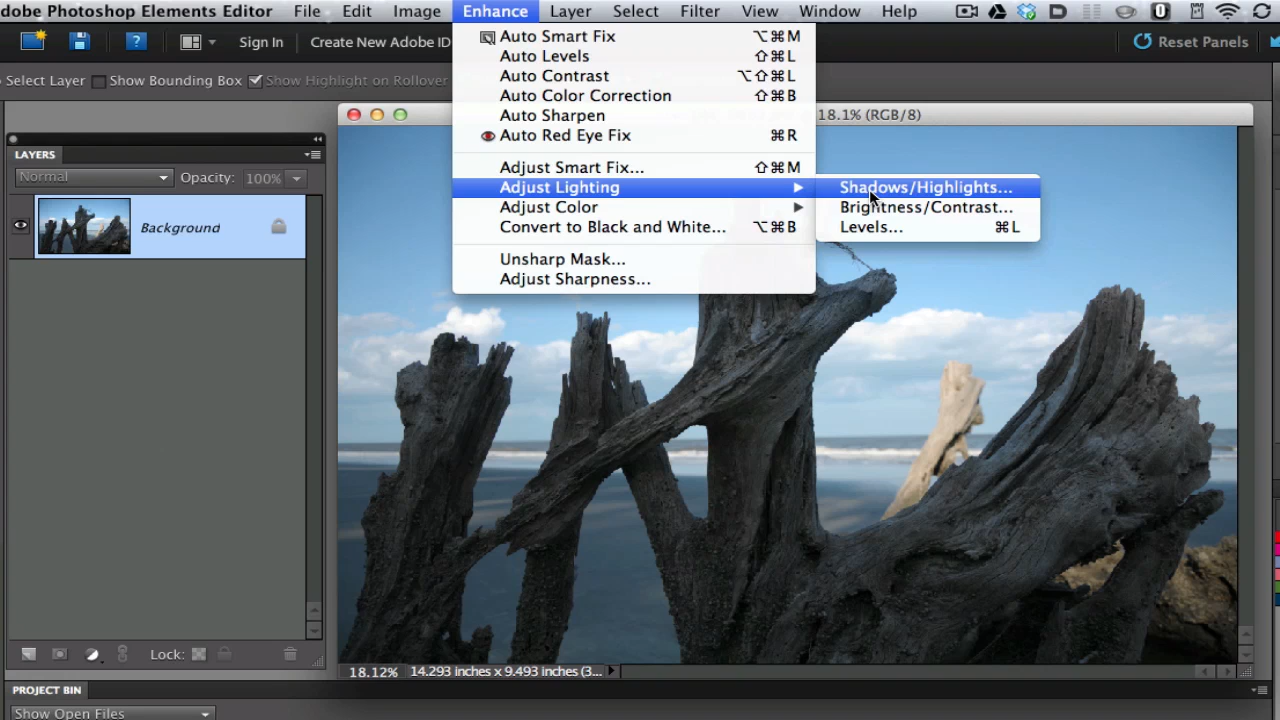 dobe Photoshop Elements Editor File Edit Image Enhance Layer Select Filter View Window Help
Sign In Create New Adobe ID Reset Panels
Select Layer Show Bounding Box Show Highlight on Rollover
18.1% (RGB/8)
Auto Smart Fix ⌥⌘M
Auto Levels ⇧⌘L
Auto Contrast ⌥⇧⌘L
Auto Color Correction ⇧⌘B
Auto Sharpen
Auto Red Eye Fix ⌘R
Adjust Smart Fix... ⇧⌘M
Adjust Lighting
Adjust Color
Convert to Black and White... ⌥⌘B
Unsharp Mask...
Adjust Sharpness...
Shadows/Highlights...
Brightness/Contrast...
Levels... ⌘L
LAYERS
Normal Opacity: 100%
Background
Lock:
18.12% 14.293 inches x 9.493 inches (3...
PROJECT BIN
Show Open Files